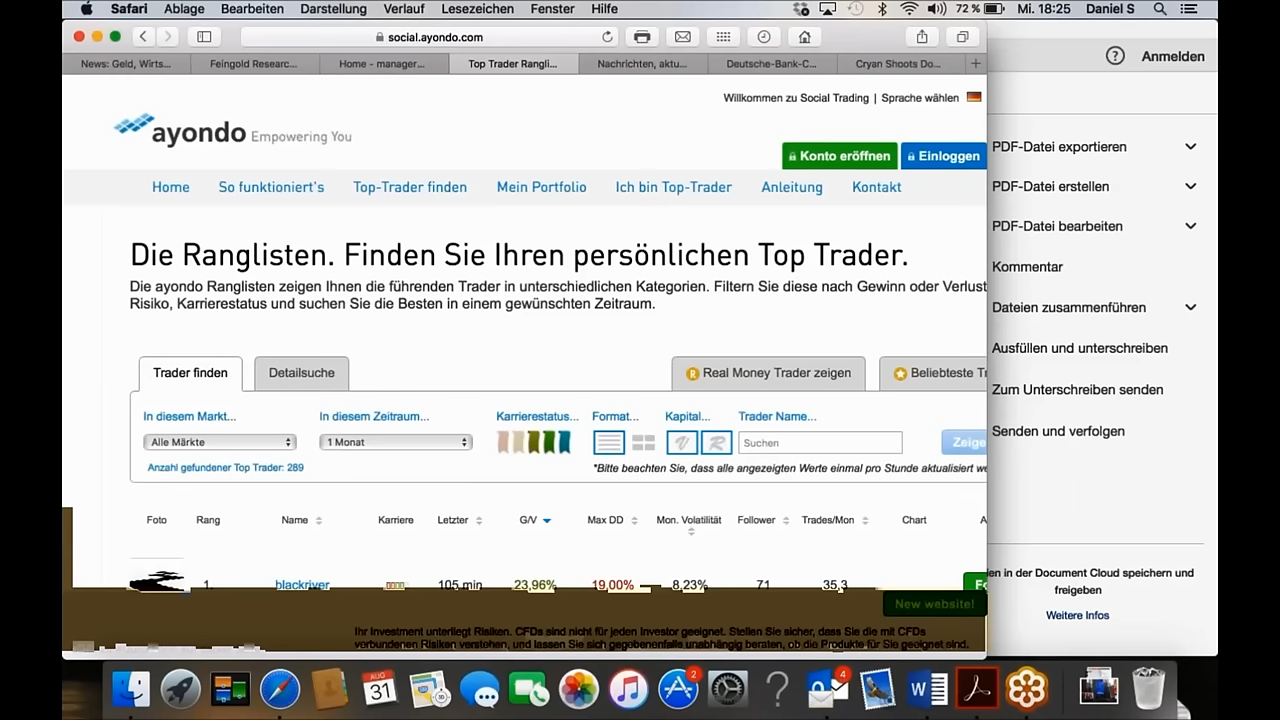 Safari Ablage Bearbeiten Darstellung Verlauf Lesezeichen Fenster Hilfe 72 % Mi. 18:25 Daniel S
social.ayondo.com
News: Geld, Wirts... Feingold Researc... Home - manager... Top Trader Rangli... Nachrichten, aktu... Deutsche-Bank-C... Cryan Shoots Do... +
Willkommen zu Social Trading | Sprache wählen
ayondo Empowering You
Konto eröffnen Einloggen
Home So funktioniert's Top-Trader finden Mein Portfolio Ich bin Top-Trader Anleitung Kontakt
Die Ranglisten. Finden Sie Ihren persönlichen Top Trader.
Die ayondo Ranglisten zeigen Ihnen die führenden Trader in unterschiedlichen Kategorien. Filtern Sie diese nach Gewinn oder Verlust
Risiko, Karrierestatus und suchen Sie die Besten in einem gewünschten Zeitraum.
Trader finden Detailsuche R Real Money Trader zeigen Beliebteste Tr
In diesem Markt... In diesem Zeitraum... Karrierestatus... Format... Kapital... Trader Name...
Alle Märkte 1 Monat V R Suchen Zeige
Anzahl gefundener Top Trader: 289
*Bitte beachten Sie, dass alle angezeigten Werte einmal pro Stunde aktualisiert we
Foto Rang Name Karriere Letzter G/V Max DD Mon. Volatilität Follower Trades/Mon Chart A
1. blackriver 105 min 23,96% 19,00% 8,23% 71 35,3 Fo
New website!
Ihr Investment unterliegt Risiken. CFDs sind nicht für jeden Investor geeignet. Stellen Sie sicher, dass Sie die mit CFDs
verbundenen Risiken verstehen, und lassen Sie sich gegebenenfalls unabhängig beraten, ob die Produkte für Sie geeignet sind.
? Anmelden
PDF-Datei exportieren
PDF-Datei erstellen
PDF-Datei bearbeiten
Kommentar
Dateien zusammenführen
Ausfüllen und unterschreiben
Zum Unterschreiben senden
Senden und verfolgen
en in der Document Cloud speichern und
freigeben
Weitere Infos
AUG
31
2
4